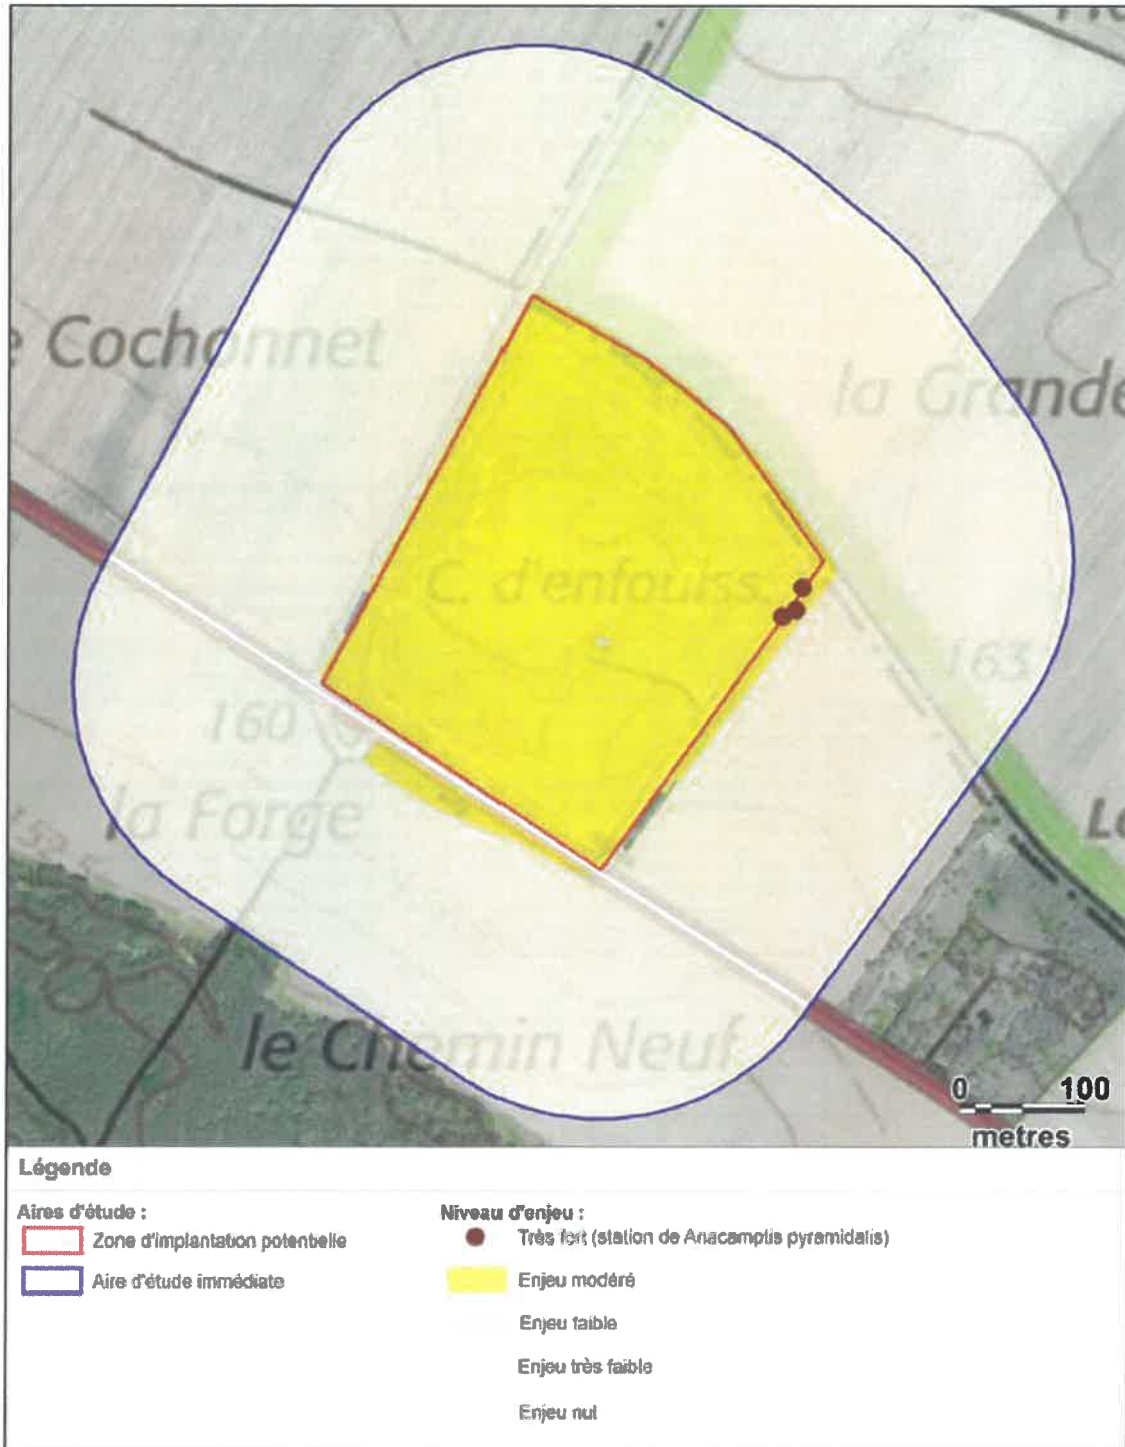 e Cochonnet
la Grande
C. d'enfouiss.
163
160
la Forge
159
le Chemin Neuf
0 100
metres
Légende
Aires d'étude :
Zone d'implantation potentielle
Aire d'étude immédiate
Niveau d'enjeu :
Très fort (station de Anacamptis pyramidalis)
Enjeu modéré
Enjeu faible
Enjeu très faible
Enjeu nul